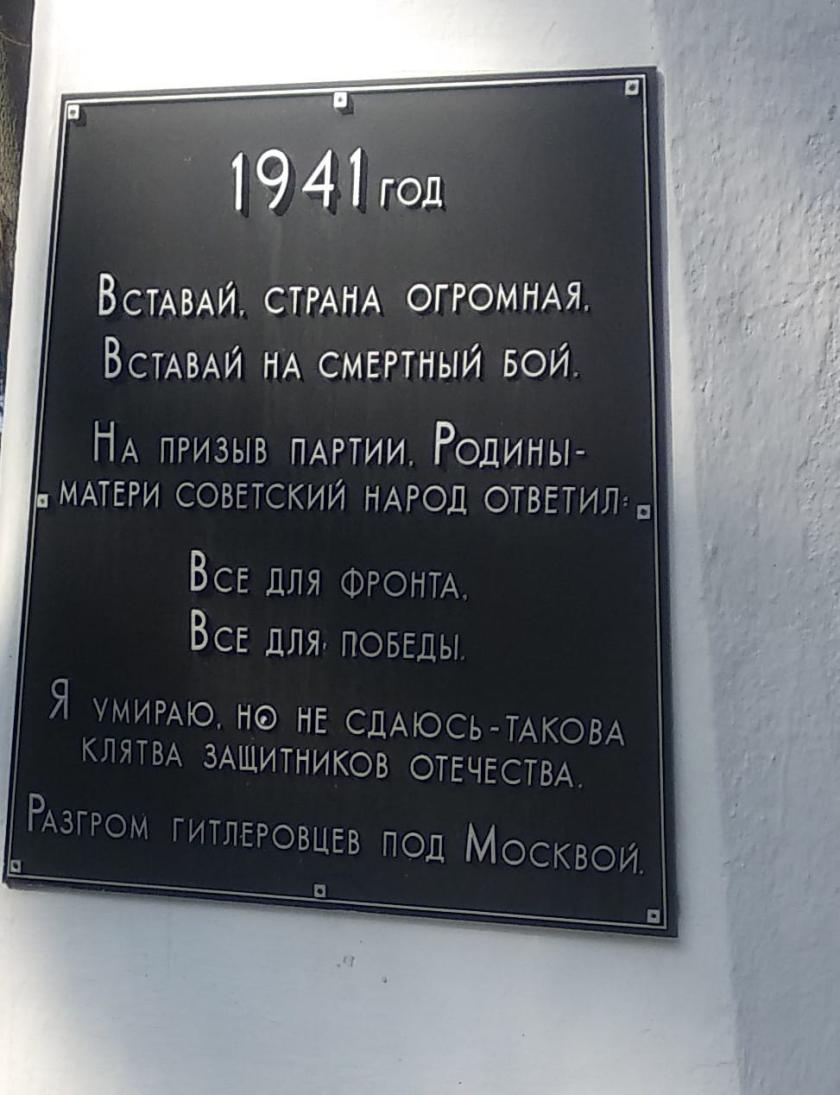 1941 год
Вставай, страна огромная,
Вставай на смертный бой.
На призыв партии, Родины-
матери советский народ ответил:
Все для фронта,
Все для победы.
Я умираю, но не сдаюсь-такова
клятва защитников отечества.
Разгром гитлеровцев под Москвой.